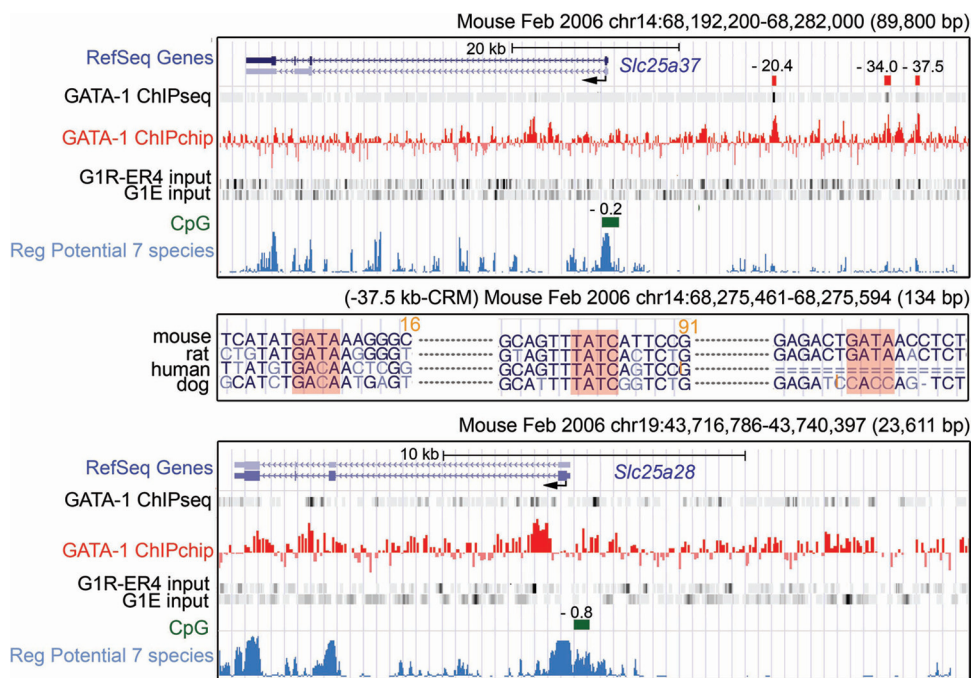 Mouse Feb 2006 chr14:68,192,200-68,282,000 (89,800 bp)
20 kb
RefSeq Genes
Slc25a37
- 20.4
- 34.0
- 37.5
GATA-1 ChIPseq
GATA-1 ChIPchip
G1R-ER4 input
G1E input
CpG
- 0.2
Reg Potential 7 species
(-37.5 kb-CRM) Mouse Feb 2006 chr14:68,275,461-68,275,594 (134 bp)
16
91
mouse TCATATGATAAAGGGC GCAGTTTATCATTCCG GAGACTGATAACCTCT
rat CTGTATGATAAGGGGT GTAGTTTATCACTCCG GAGACTGATAAACTCT
human TTATGTGACAACTCGG GCAGTTTATCAGTCCG ================
dog GCATCTGACAATGAGT GCATTTTATCGGTCTG GAGATCCACCAG-TCT
Mouse Feb 2006 chr19:43,716,786-43,740,397 (23,611 bp)
10 kb
RefSeq Genes
Slc25a28
GATA-1 ChIPseq
GATA-1 ChIPchip
G1R-ER4 input
G1E input
CpG
- 0.8
Reg Potential 7 species